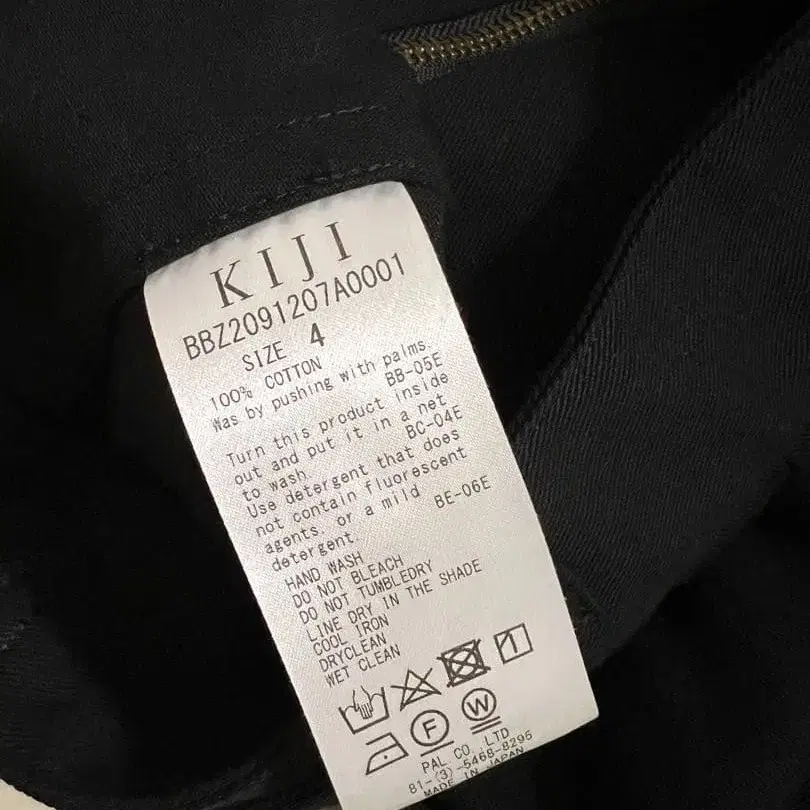 KIJI
BBZ2091207A0001
SIZE 4
100% COTTON
Was by pushing with palms.
BB-05E
Turn this product inside
out and put it in a net
to wash.
BC-04E
Use detergent that does
not contain fluorescent
agents, or a mild
detergent.
BE-06E
HAND WASH
DO NOT BLEACH
DO NOT TUMBLEDRY
LINE DRY IN THE SHADE
COOL IRON
DRYCLEAN
WET CLEAN
F
W
PAL CO. LTD
81-(3)-5468-8295
MADE IN JAPAN